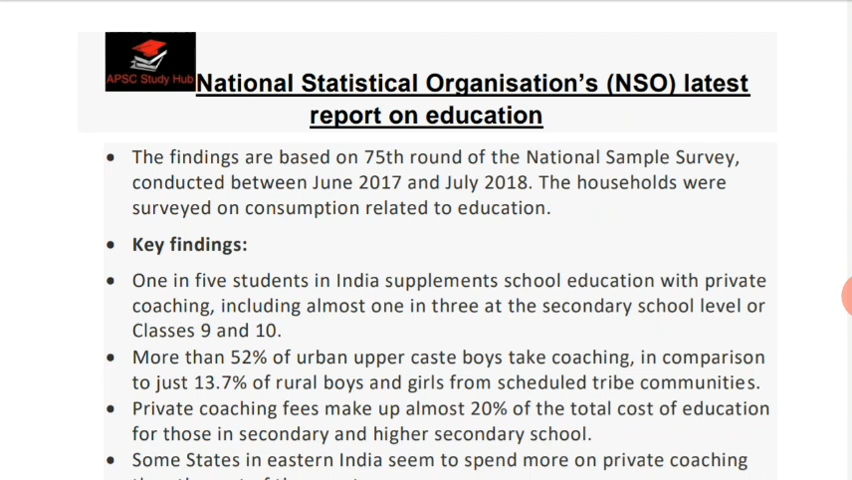 APSC Study Hub
National Statistical Organisation's (NSO) latest
report on education
• The findings are based on 75th round of the National Sample Survey,
conducted between June 2017 and July 2018. The households were
surveyed on consumption related to education.
• Key findings:
• One in five students in India supplements school education with private
coaching, including almost one in three at the secondary school level or
Classes 9 and 10.
• More than 52% of urban upper caste boys take coaching, in comparison
to just 13.7% of rural boys and girls from scheduled tribe communities.
• Private coaching fees make up almost 20% of the total cost of education
for those in secondary and higher secondary school.
• Some States in eastern India seem to spend more on private coaching